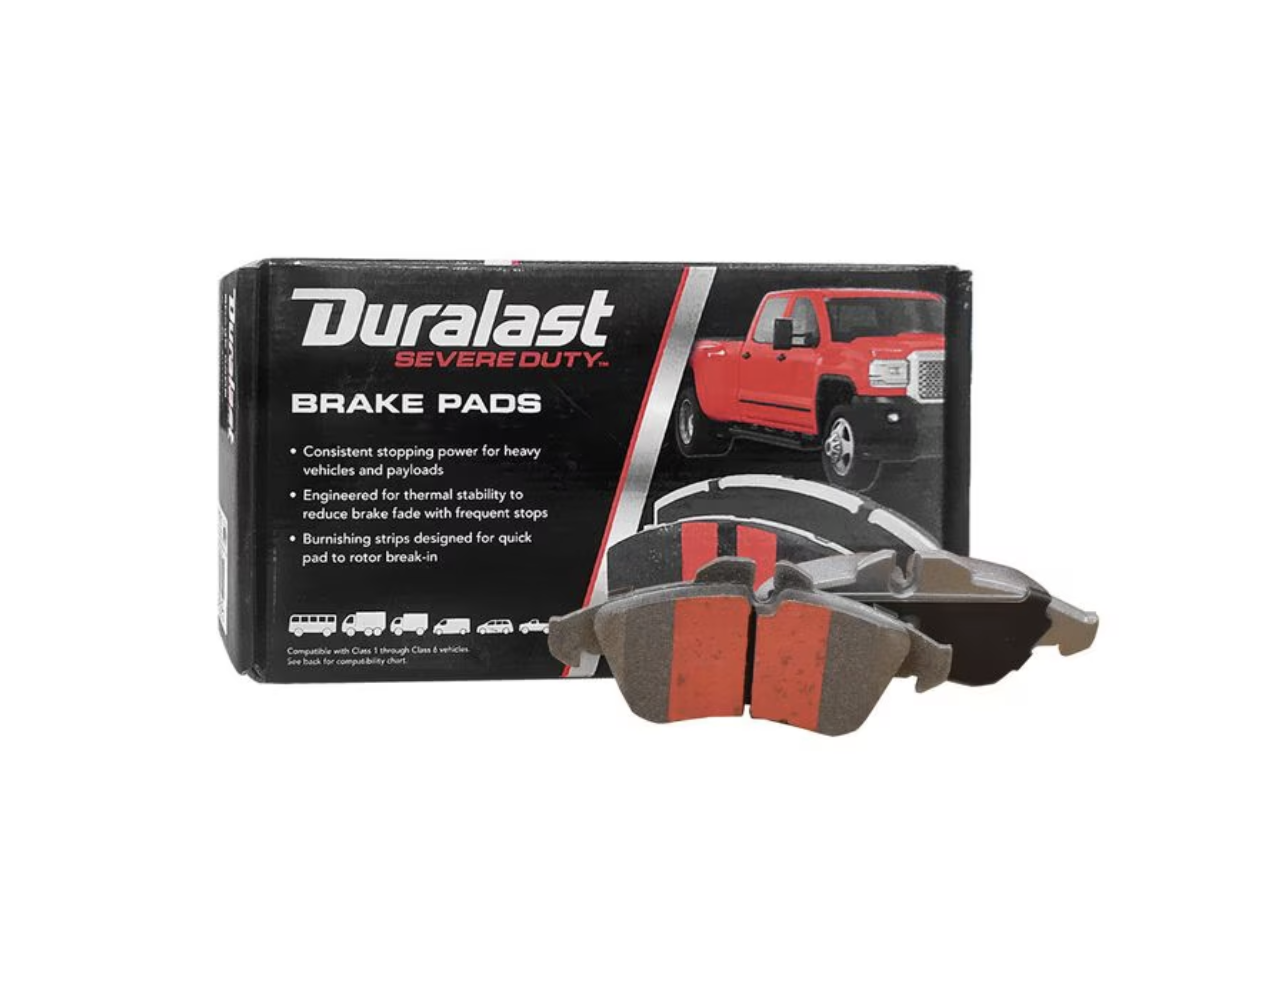 Duralast
SEVERE DUTY™
BRAKE PADS
• Consistent stopping power for heavy
vehicles and payloads
• Engineered for thermal stability to
reduce brake fade with frequent stops
• Burnishing strips designed for quick
pad to rotor break-in
Compatible with Class 1 through Class 6 vehicles.
See back for compatibility chart.
Duralast